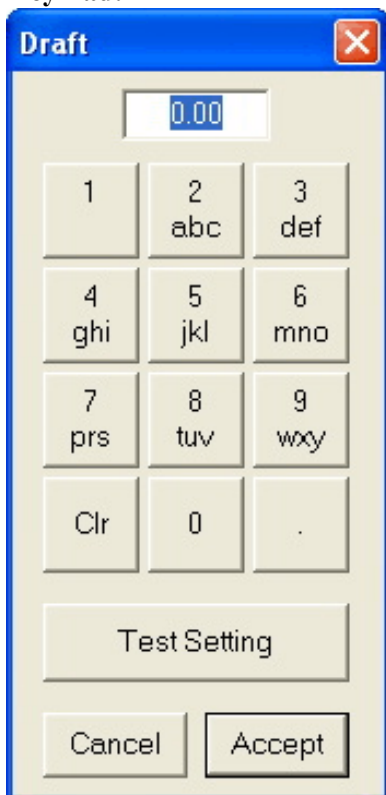 Draft
0.00
1 2 3
abc def
4 5 6
ghi jkl mno
7 8 9
prs tuv wxy
Clr 0 .
Test Setting
Cancel Accept